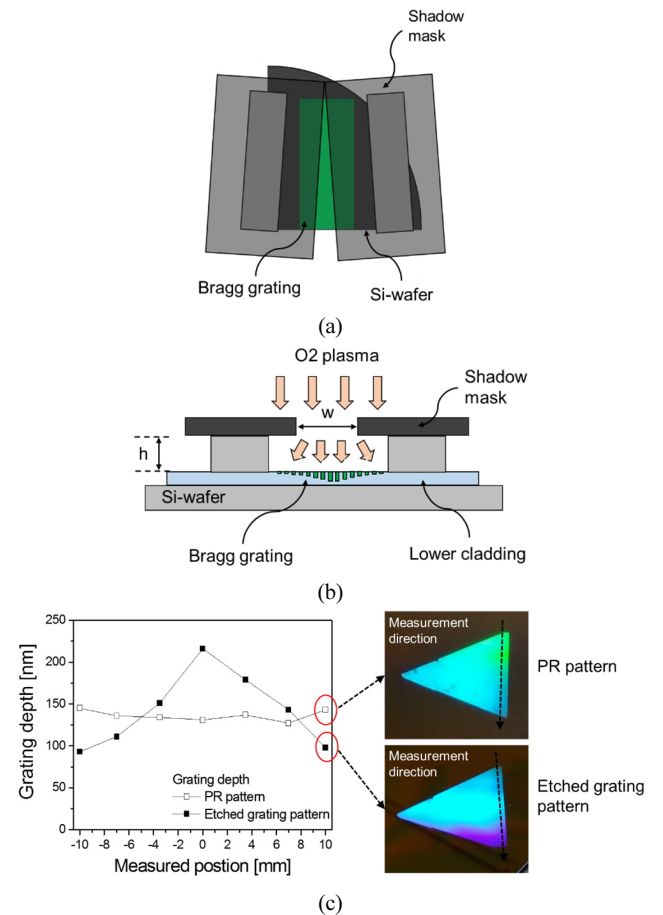 Shadow
mask
Bragg grating
Si-wafer
(a)
O2 plasma
Shadow
mask
w
h
Si-wafer
Bragg grating
Lower cladding
(b)
250
200
150
100
50
0
Grating depth [nm]
Grating depth
PR pattern
Etched grating pattern
-10 -8 -6 -4 -2 0 2 4 6 8 10
Measured postion [mm]
Measurement
direction
PR pattern
Measurement
direction
Etched grating
pattern
(c)